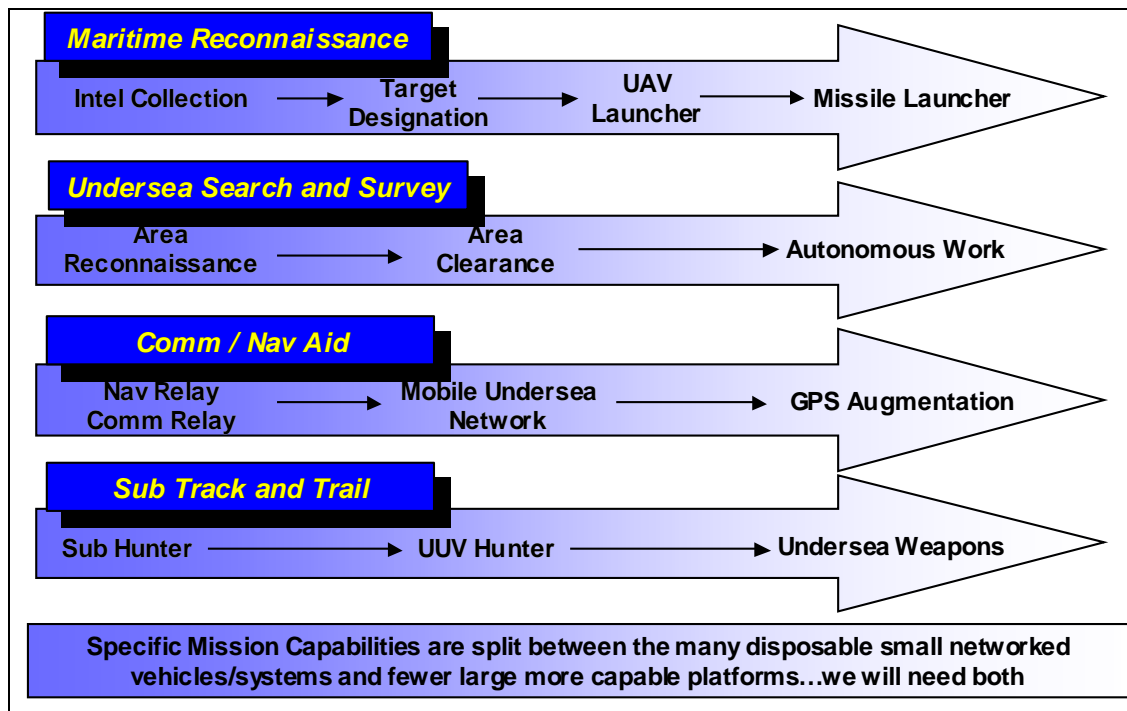 Maritime Reconnaissance
Intel Collection
Target
Designation
UAV
Launcher
Missile Launcher
Undersea Search and Survey
Area
Reconnaissance
Area
Clearance
Autonomous Work
Comm / Nav Aid
Nav Relay
Comm Relay
Mobile Undersea
Network
GPS Augmentation
Sub Track and Trail
Sub Hunter
UUV Hunter
Undersea Weapons
Specific Mission Capabilities are split between the many disposable small networked
vehicles/systems and fewer large more capable platforms…we will need both